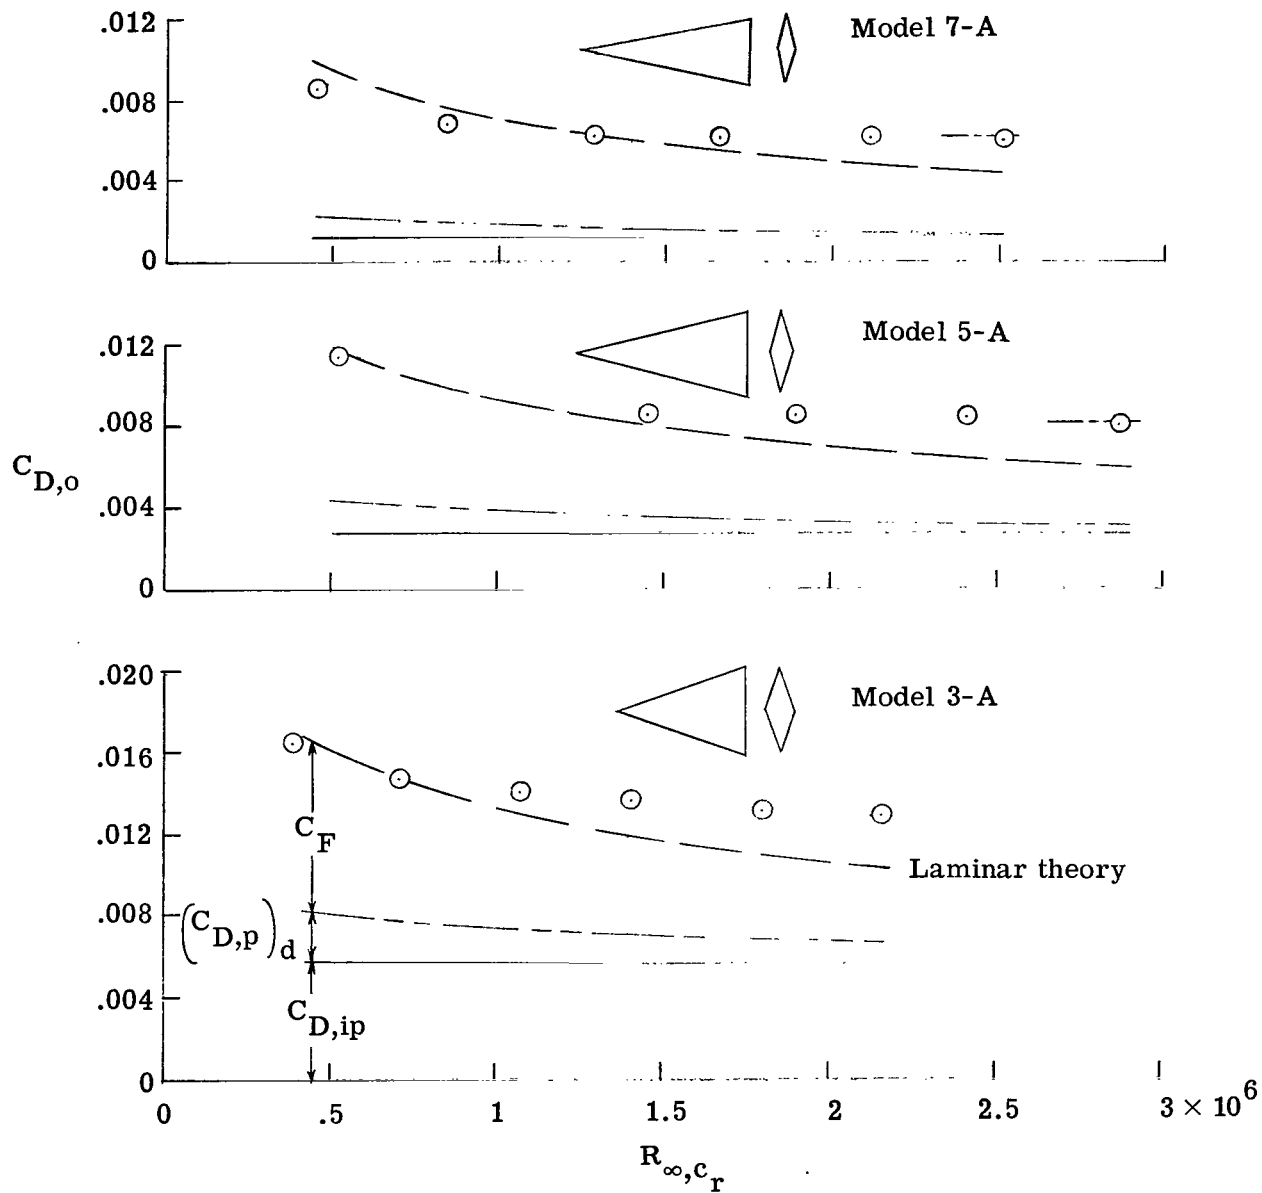 .012
Model 7-A
.008
.004
0
.012
Model 5-A
.008
C_D,o
.004
0
.020
Model 3-A
.016
.012
C_F
Laminar theory
.008
(C_D,p)_d
.004
C_D,ip
0
0 .5 1 1.5 2 2.5 3 × 10^6
R_∞,c_r